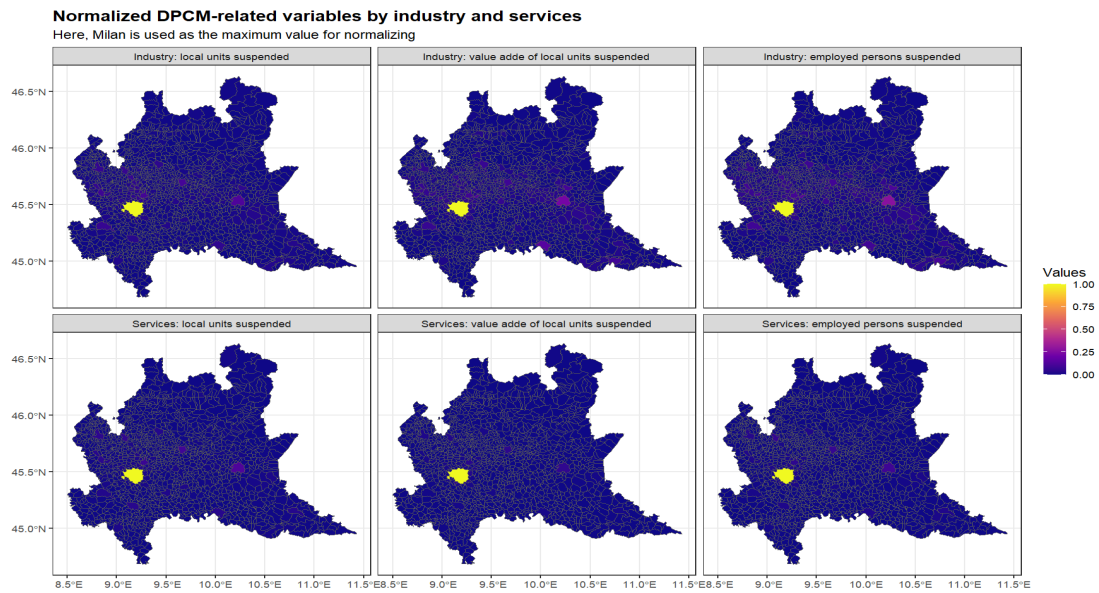 Normalized DPCM-related variables by industry and services
Here, Milan is used as the maximum value for normalizing
Industry: local units suspended
Industry: value adde of local units suspended
Industry: employed persons suspended
46.5°N
46.0°N
45.5°N
45.0°N
Services: local units suspended
Services: value adde of local units suspended
Services: employed persons suspended
46.5°N
46.0°N
45.5°N
45.0°N
8.5°E 9.0°E 9.5°E 10.0°E 10.5°E 11.0°E 11.5°E 8.5°E 9.0°E 9.5°E 10.0°E 10.5°E 11.0°E 11.5°E 8.5°E 9.0°E 9.5°E 10.0°E 10.5°E 11.0°E 11.5°E
Values
1.00
0.75
0.50
0.25
0.00